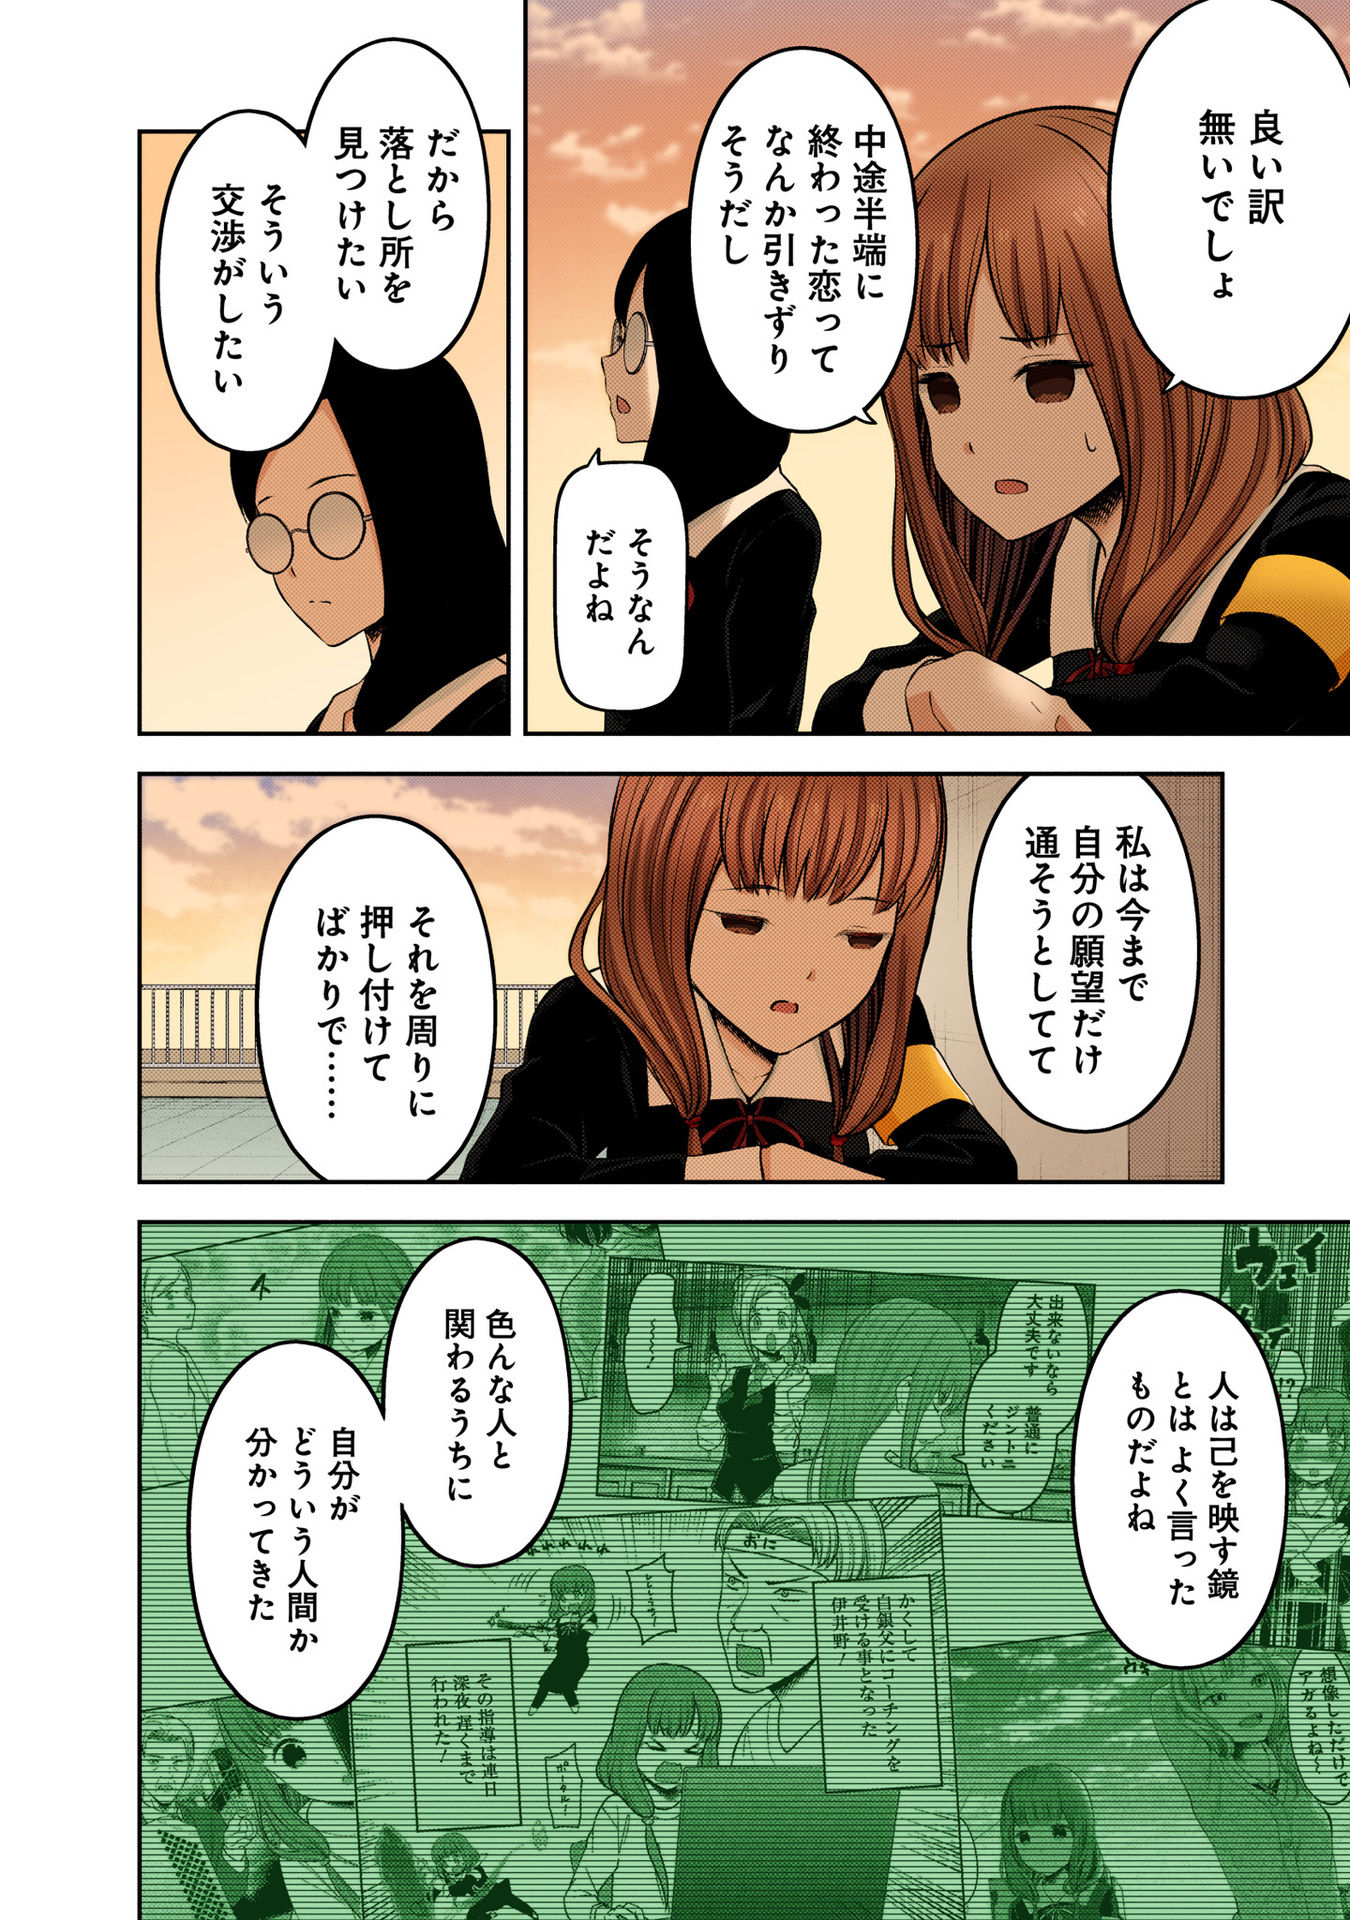 良い訳
無いでしょ
中途半端に
終わった恋って
なんか引きずり
そうだし
そうなん
だよね
だから
落とし所を
見つけたい
そういう
交渉がしたい
私は今まで
自分の願望だけ
通そうとしてて
それを周りに
押し付けて
ばかりで……
人は己を映す鏡
とはよく言った
ものだよね
色んな人と
関わるうちに
自分が
どういう人間か
分かってきた
ウェイ
!?
出来ないなら
大丈夫です
普通に
ジントニ
ください
おに
かくして
白銀父にコーチングを
受ける事となった
伊井野!
その指導は連日
深夜遅くまで
行われた!
想像しただけで
アガるよね〜